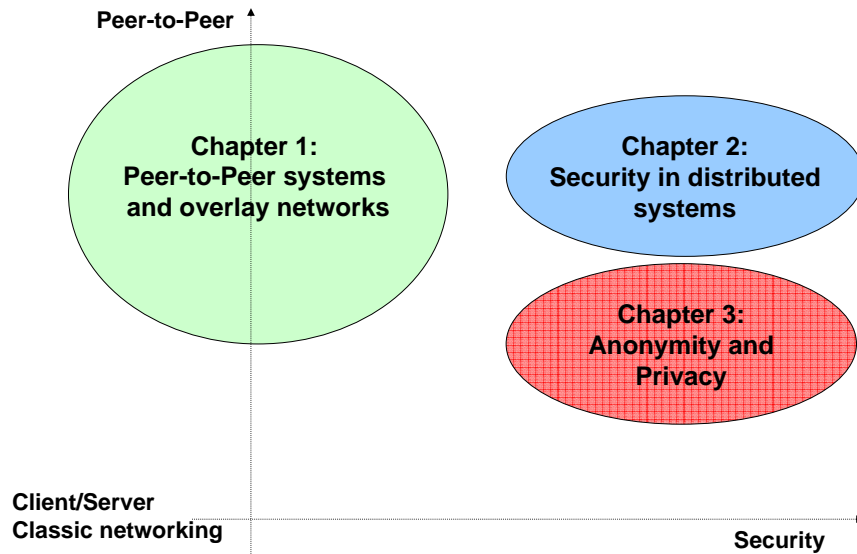 Peer-to-Peer
Chapter 1:
Peer-to-Peer systems
and overlay networks
Chapter 2:
Security in distributed
systems
Chapter 3:
Anonymity and
Privacy
Client/Server
Classic networking
Security